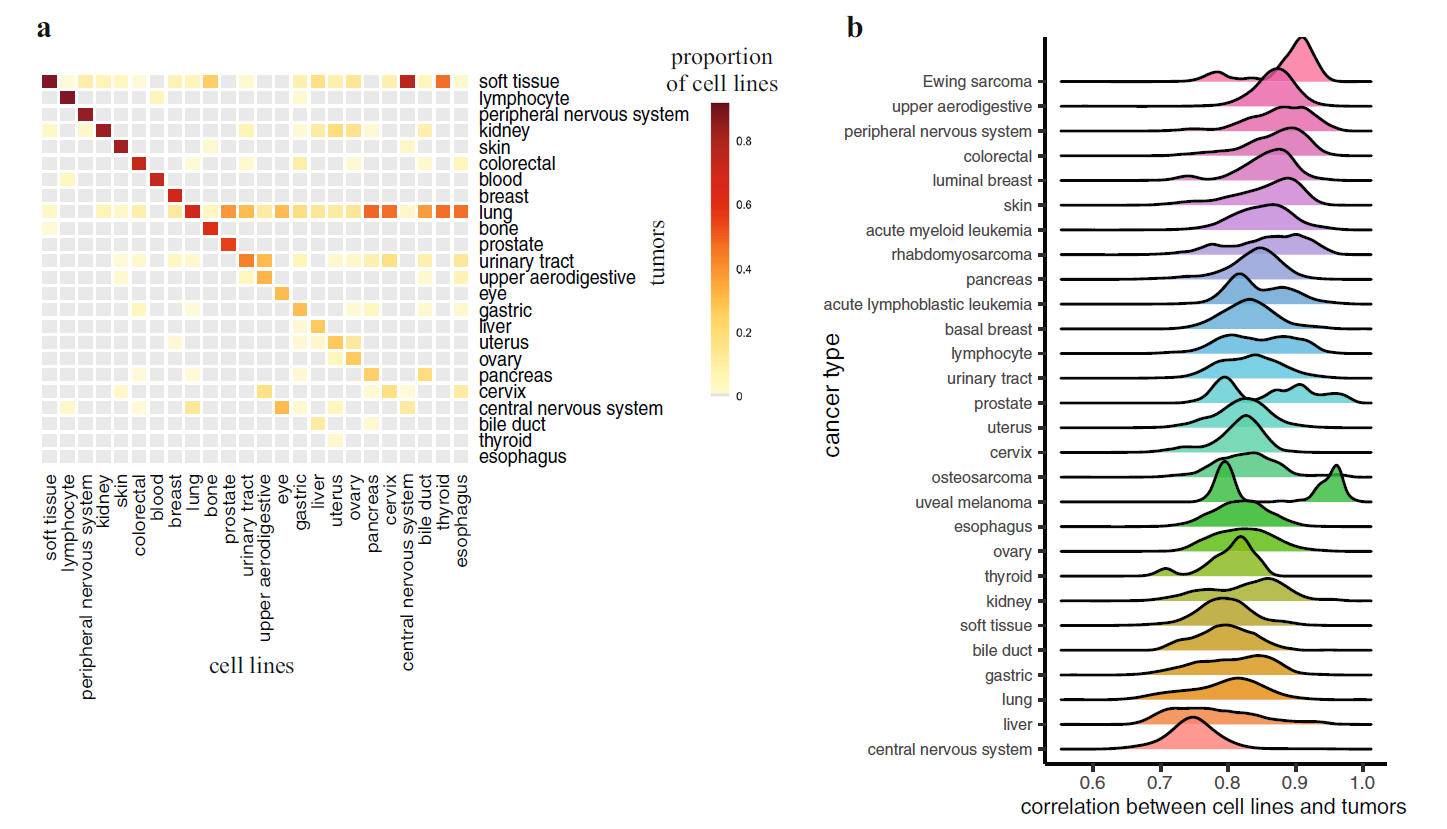 a
proportion
of cell lines
soft tissue
lymphocyte
peripheral nervous system
kidney
skin
colorectal
blood
breast
lung
bone
prostate
urinary tract
upper aerodigestive
eye
gastric
liver
uterus
ovary
pancreas
cervix
central nervous system
bile duct
thyroid
esophagus
0.8
0.6
0.4
0.2
0
tumors
soft tissue
lymphocyte
peripheral nervous system
kidney
skin
colorectal
blood
breast
lung
bone
prostate
urinary tract
upper aerodigestive
eye
gastric
liver
uterus
ovary
pancreas
cervix
central nervous system
bile duct
thyroid
esophagus
cell lines
b
cancer type
Ewing sarcoma
upper aerodigestive
peripheral nervous system
colorectal
luminal breast
skin
acute myeloid leukemia
rhabdomyosarcoma
pancreas
acute lymphoblastic leukemia
basal breast
lymphocyte
urinary tract
prostate
uterus
cervix
osteosarcoma
uveal melanoma
esophagus
ovary
thyroid
kidney
soft tissue
bile duct
gastric
lung
liver
central nervous system
0.6 0.7 0.8 0.9 1.0
correlation between cell lines and tumors